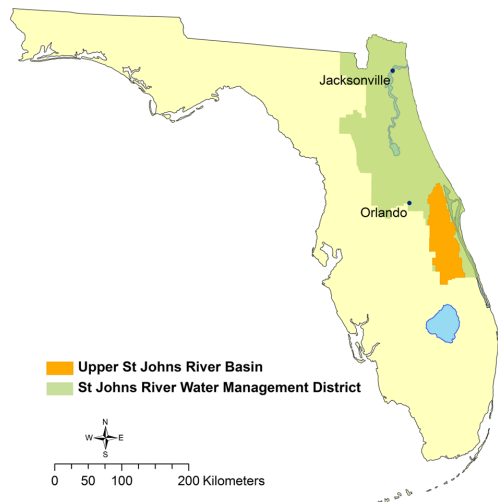 Jacksonville
Orlando
Upper St Johns River Basin
St Johns River Water Management District
N
W E
S
0 50 100 200 Kilometers